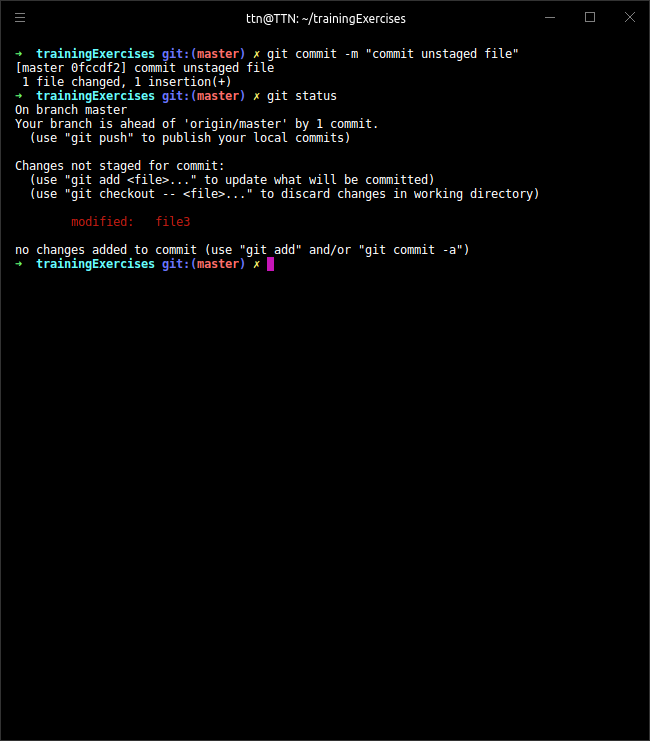 ttn@TTN: ~/trainingExercises
➜  trainingExercises git:(master) ✗ git commit -m "commit unstaged file"
[master 0fccdf2] commit unstaged file
 1 file changed, 1 insertion(+)
➜  trainingExercises git:(master) ✗ git status
On branch master
Your branch is ahead of 'origin/master' by 1 commit.
  (use "git push" to publish your local commits)
Changes not staged for commit:
  (use "git add <file>..." to update what will be committed)
  (use "git checkout -- <file>..." to discard changes in working directory)
        modified:   file3
no changes added to commit (use "git add" and/or "git commit -a")
➜  trainingExercises git:(master) ✗